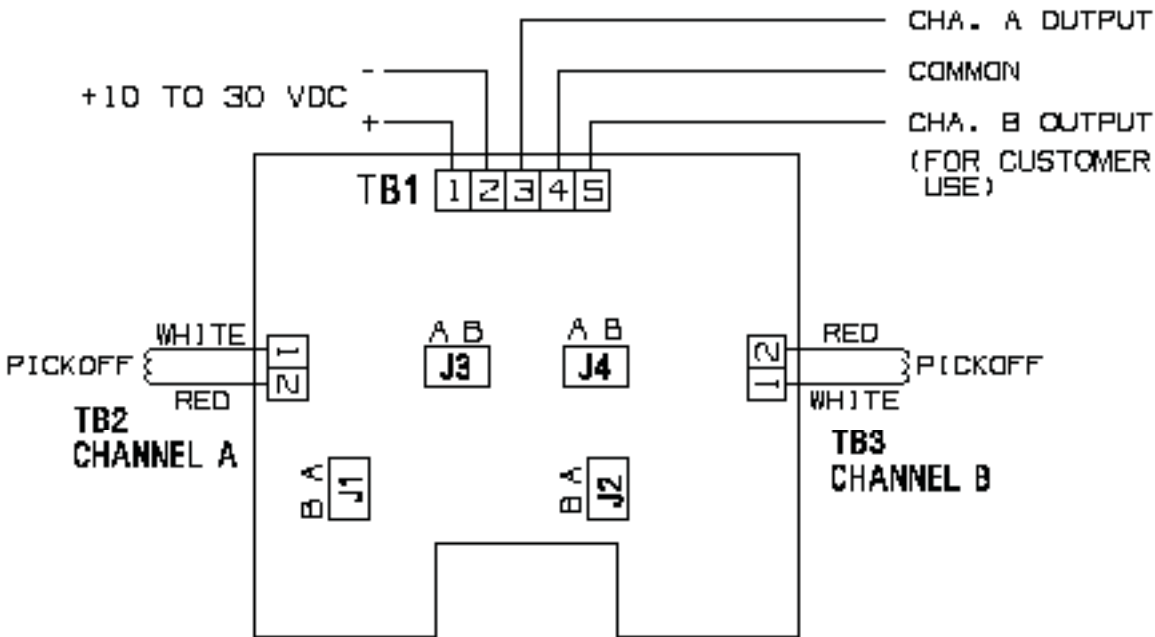 CHA. A OUTPUT
-
COMMON
+10 TO 30 VDC
+
CHA. B OUTPUT
(FOR CUSTOMER
USE)
TB1 1 2 3 4 5
WHITE
1
PICKOFF
2
RED
TB2
CHANNEL A
A B
J3
A B
J4
RED
2
PICKOFF
1
WHITE
TB3
CHANNEL B
B A
J1
B A
J2